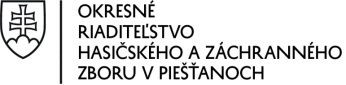 OKRESNÉ
RIADITEĽSTVO
HASIČSKÉHO A ZÁCHRANNÉHO
ZBORU V PIEŠŤANOCH